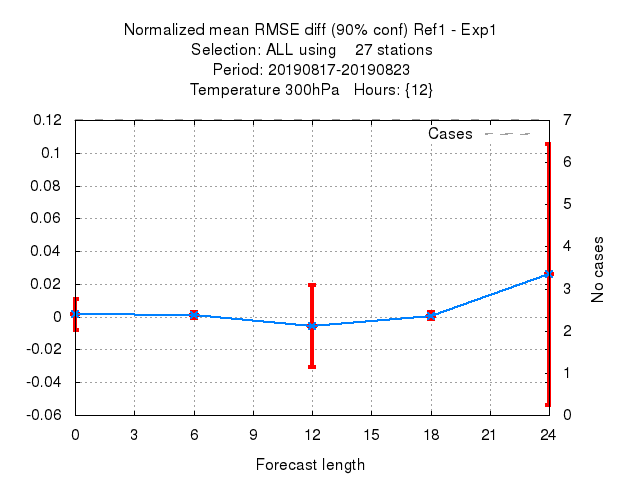 Normalized mean RMSE diff (90% conf) Ref1 - Exp1
Selection: ALL using    27 stations
Period: 20190817-20190823
Temperature 300hPa   Hours: {12}
Cases
0.12
0.1
0.08
0.06
0.04
0.02
0
-0.02
-0.04
-0.06
7
6
5
4
3
2
1
0
No cases
0 3 6 9 12 15 18 21 24
Forecast length